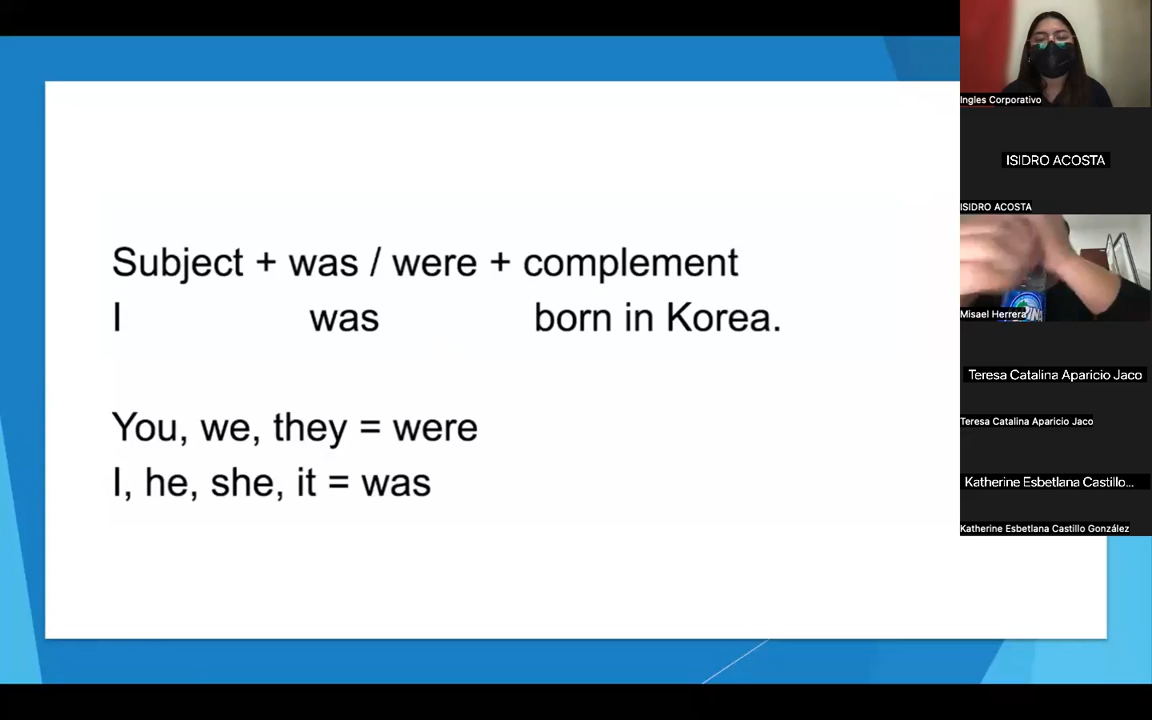 Subject + was / were + complement
I was born in Korea.
You, we, they = were
I, he, she, it = was
Ingles Corporativo
ISIDRO ACOSTA
ISIDRO ACOSTA
Misael Herrera
Teresa Catalina Aparicio Jaco
Teresa Catalina Aparicio Jaco
Katherine Esbetlana Castillo...
Katherine Esbetlana Castillo González